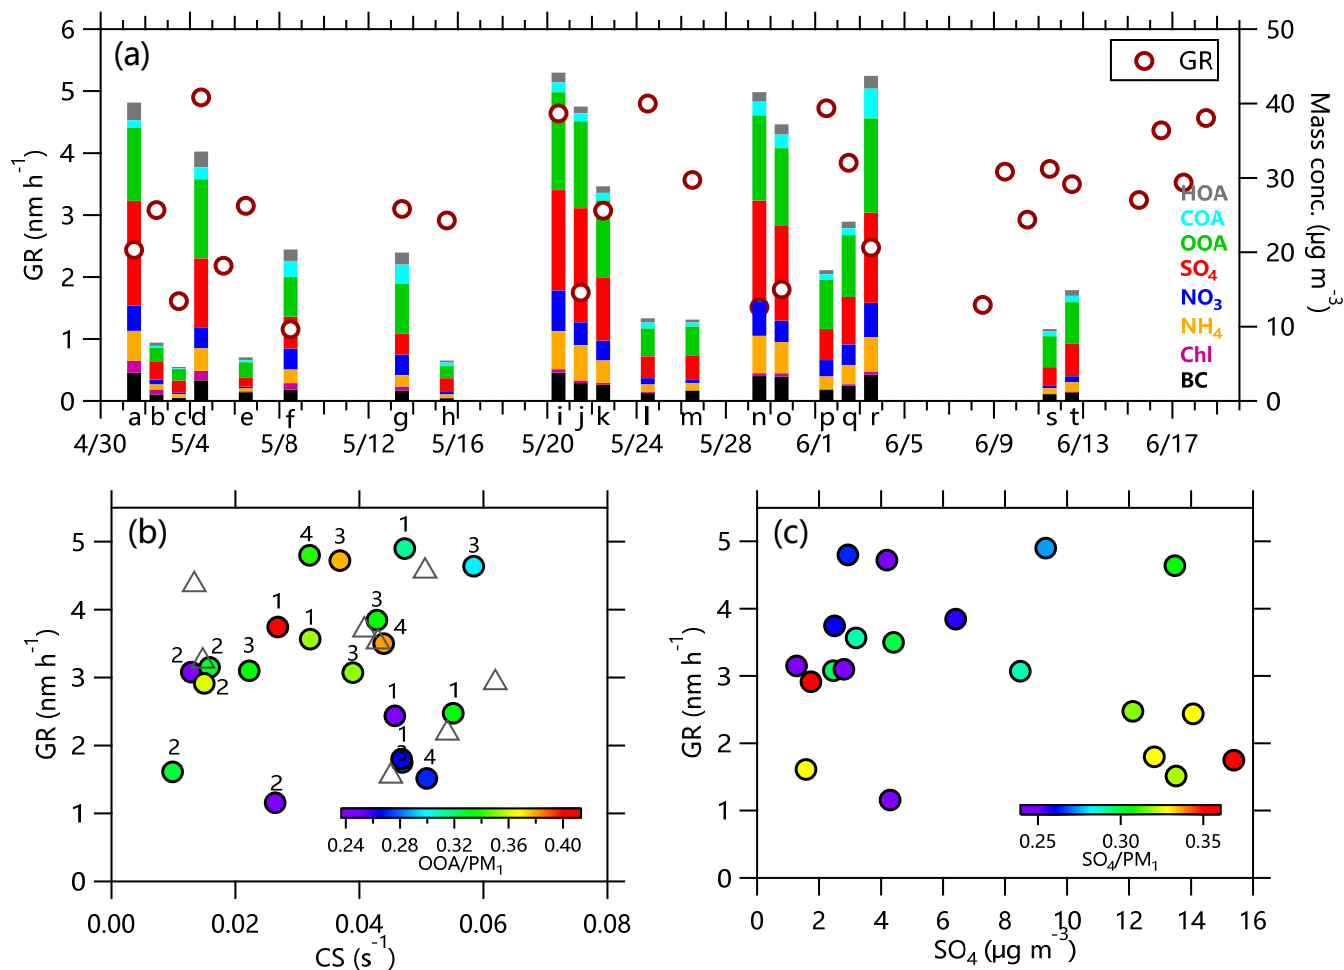 (a)
GR
6
5
4
3
2
1
0
GR (nm h-1)
50
40
30
20
10
0
Mass conc. (µg m-3)
HOA
COA
OOA
SO4
NO3
NH4
Chl
BC
a b c d e f g h i j k l m n o p q r s t
4/30 5/4 5/8 5/12 5/16 5/20 5/24 5/28 6/1 6/5 6/9 6/13 6/17
(b)
5
4
3
2
1
0
GR (nm h-1)
4 3 1 3
1 1 3 4
2 2 3 3
2 1 1
1
3 4
2
2
0.24 0.28 0.32 0.36 0.40
OOA/PM1
0.00 0.02 0.04 0.06 0.08
CS (s-1)
(c)
5
4
3
2
1
0
GR (nm h-1)
0.25 0.30 0.35
SO4/PM1
0 2 4 6 8 10 12 14 16
SO4 (µg m-3)